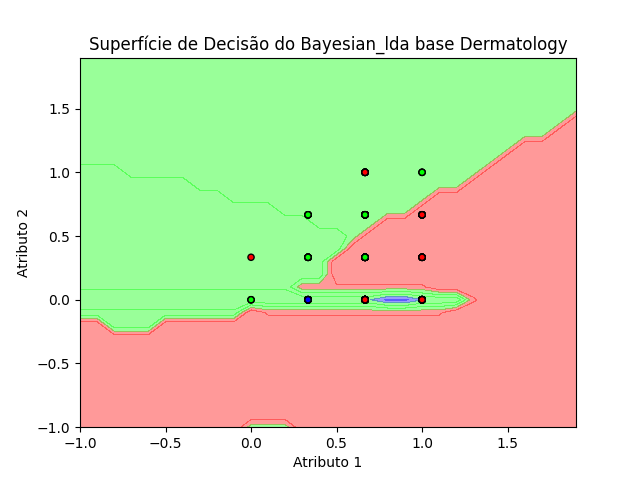 Superfície de Decisão do Bayesian_lda base Dermatology
Atributo 2
1.5
1.0
0.5
0.0
−0.5
−1.0
−1.0 −0.5 0.0 0.5 1.0 1.5
Atributo 1